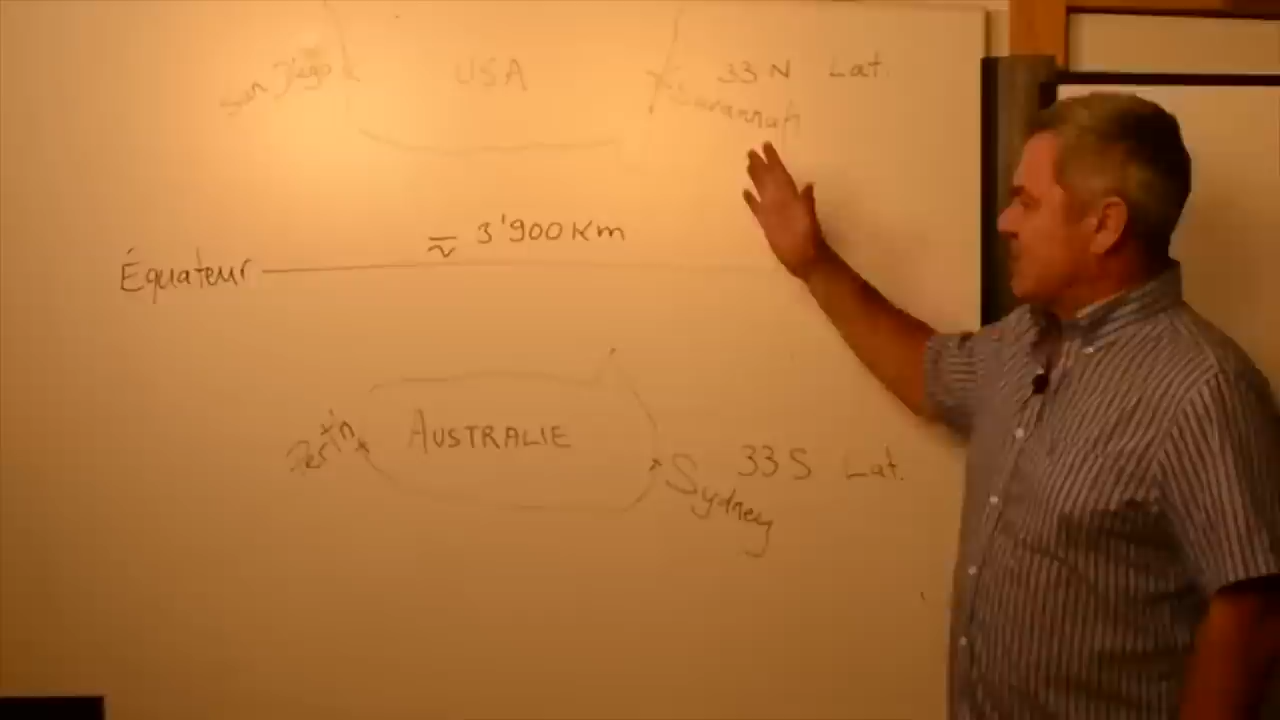 San Diego USA 33 N Lat.
Savannah
≈ 3'900 Km
Équateur
Perth AUSTRALIE 33 S Lat.
Sydney